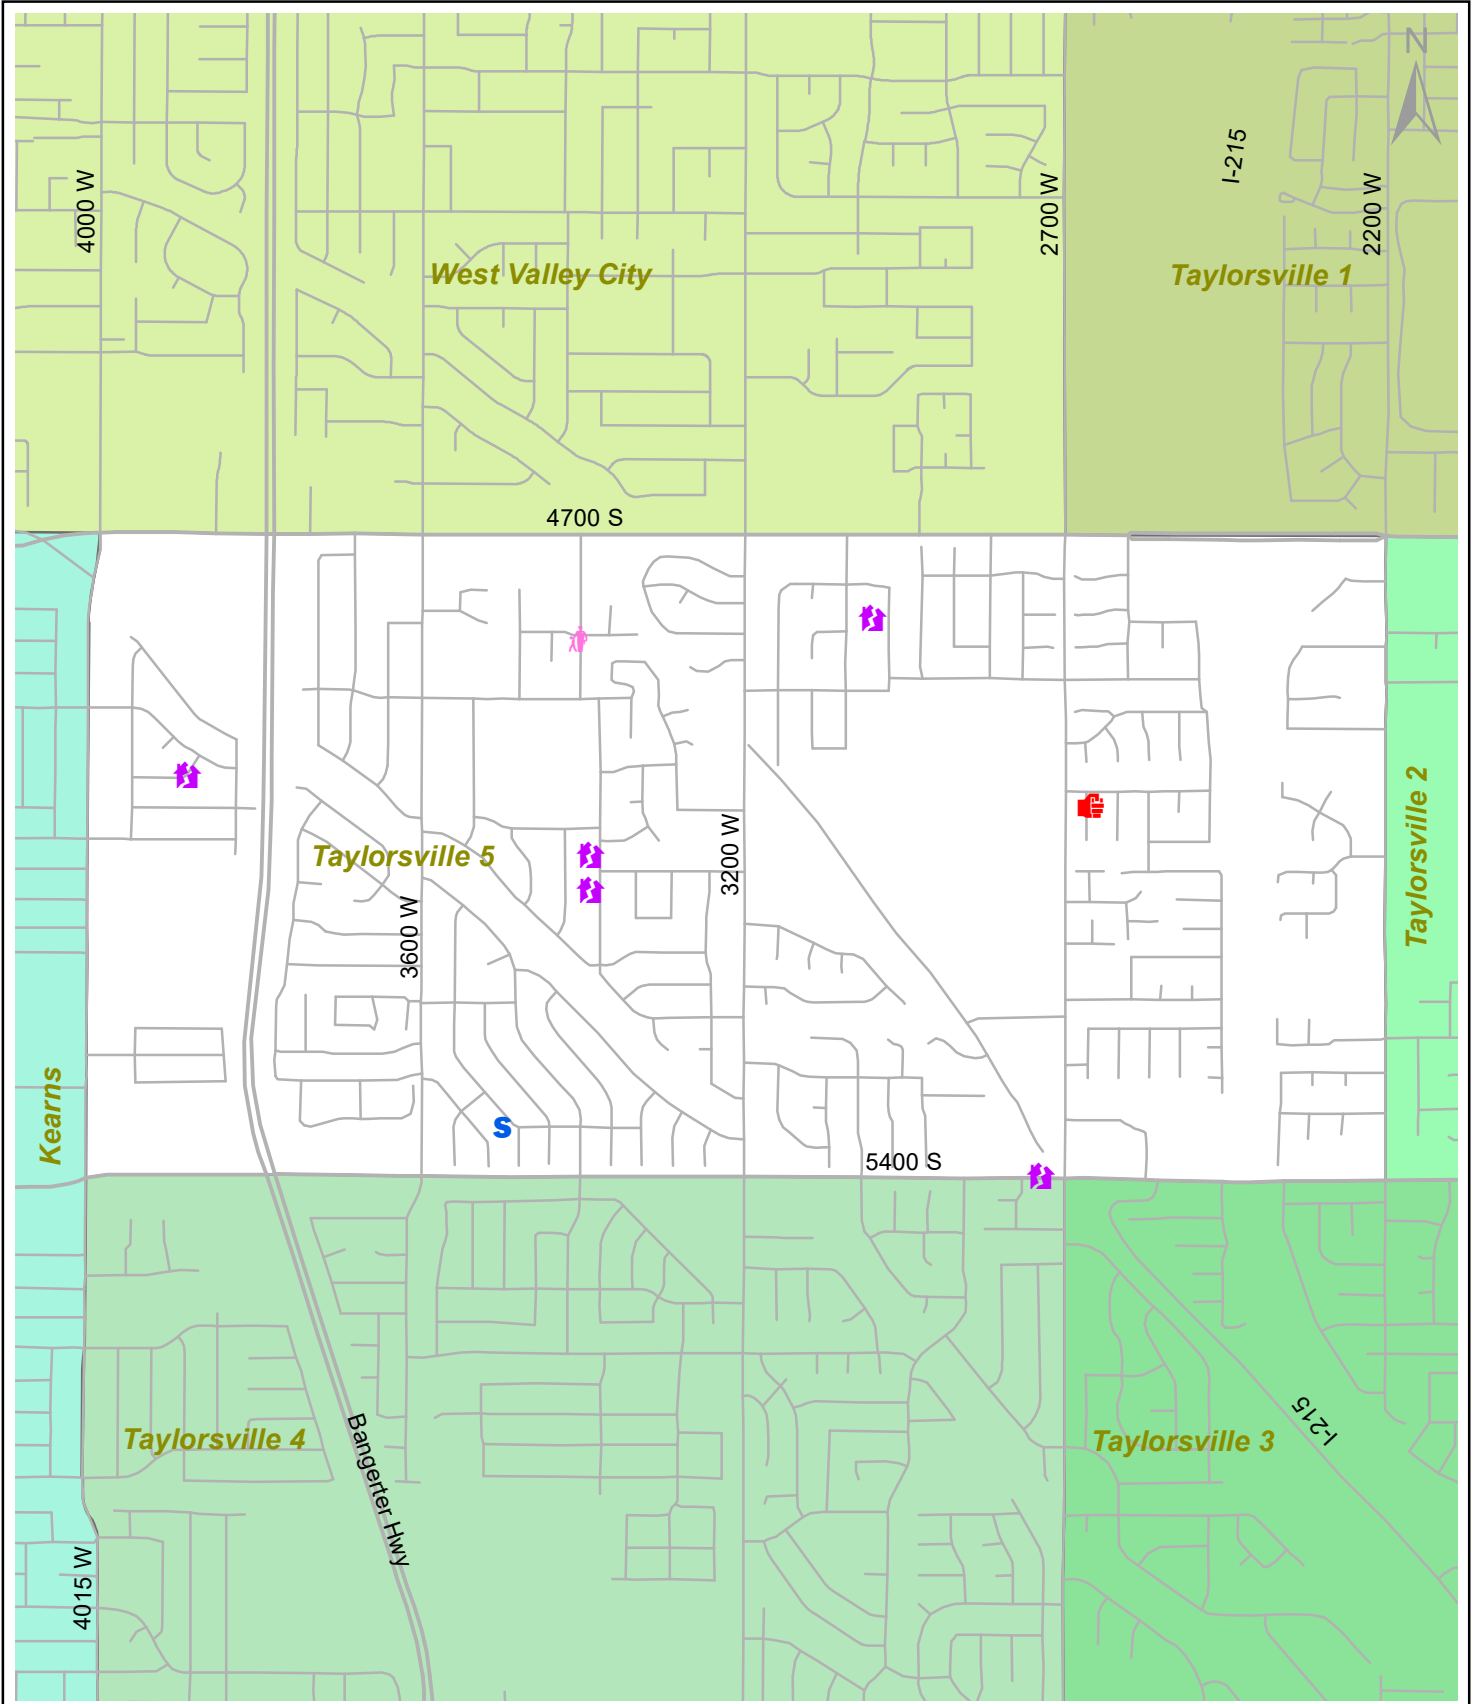 N
I-215
4000 W
2700 W
2200 W
West Valley City
Taylorsville 1
4700 S
Taylorsville 5
3200 W
Taylorsville 2
3600 W
Kearns
S
5400 S
Taylorsville 4
Bangerter Hwy
Taylorsville 3
I-215
4015 W